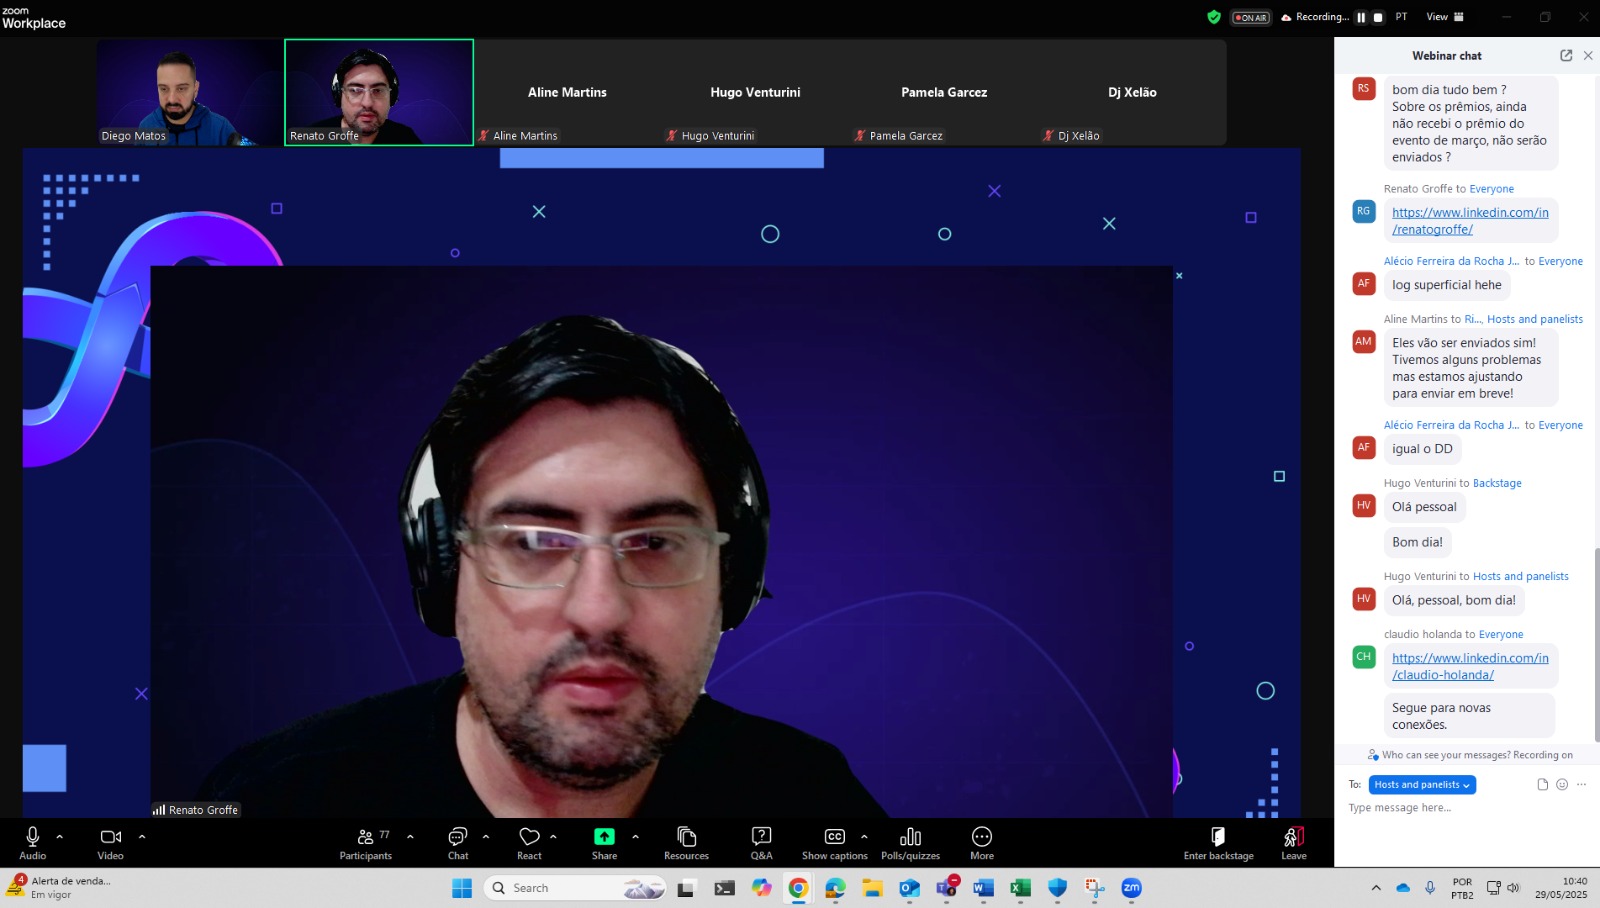 zoom
Workplace
ON AIR
Recording...
PT
View
Diego Matos
Renato Groffe
Aline Martins
Aline Martins
Hugo Venturini
Hugo Venturini
Pamela Garcez
Pamela Garcez
Dj Xelão
Dj Xelão
Renato Groffe
Webinar chat
RS
bom dia tudo bem ?
Sobre os prêmios, ainda
não recebi o prêmio do
evento de março, não serão
enviados ?
Renato Groffe to Everyone
RG
https://www.linkedin.com/in
/renatogroffe/
Alécio Ferreira da Rocha J... to Everyone
AF
log superficial hehe
Aline Martins to Ri..., Hosts and panelists
AM
Eles vão ser enviados sim!
Tivemos alguns problemas
mas estamos ajustando
para enviar em breve!
Alécio Ferreira da Rocha J... to Everyone
AF
igual o DD
Hugo Venturini to Backstage
HV
Olá pessoal
Bom dia!
Hugo Venturini to Hosts and panelists
HV
Olá, pessoal, bom dia!
claudio holanda to Everyone
CH
https://www.linkedin.com/in
/claudio-holanda/
Segue para novas
conexões.
Who can see your messages? Recording on
To: Hosts and panelists
Type message here...
Audio
Video
77
Participants
Chat
React
Share
Resources
Q&A
CC
Show captions
Polls/quizzes
More
Enter backstage
Leave
4
Alerta de venda...
Em vigor
Search
zm
POR
PTB2
10:40
29/05/2025